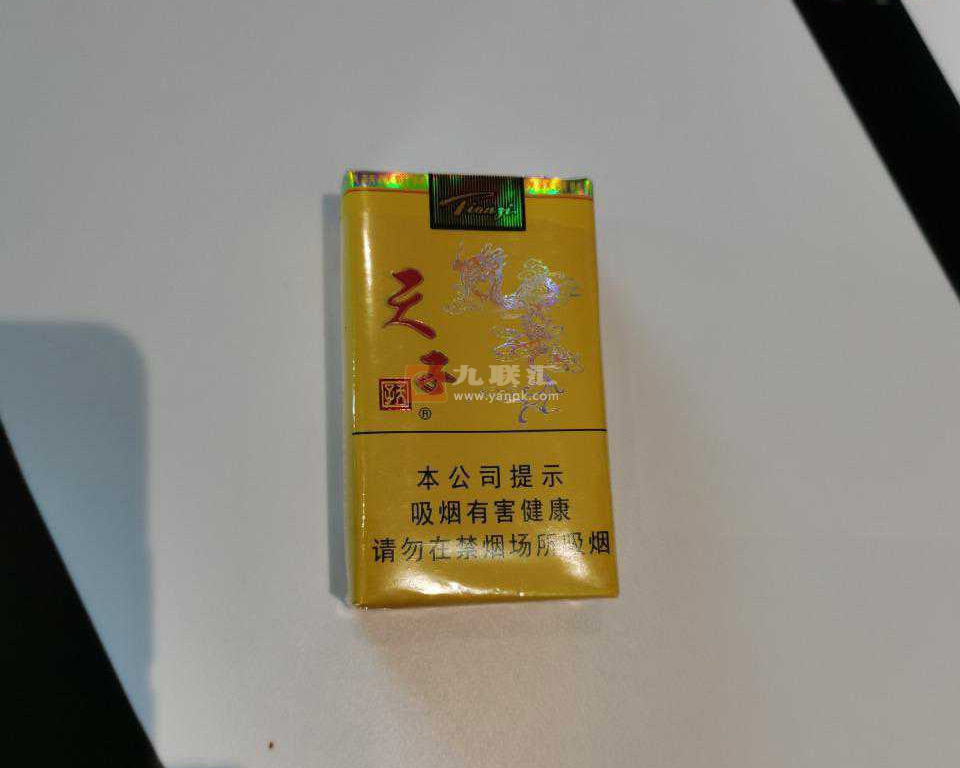 Tianzi
天子
®
九联汇
www.yanpk.com
本公司提示
吸烟有害健康
请勿在禁烟场所吸烟